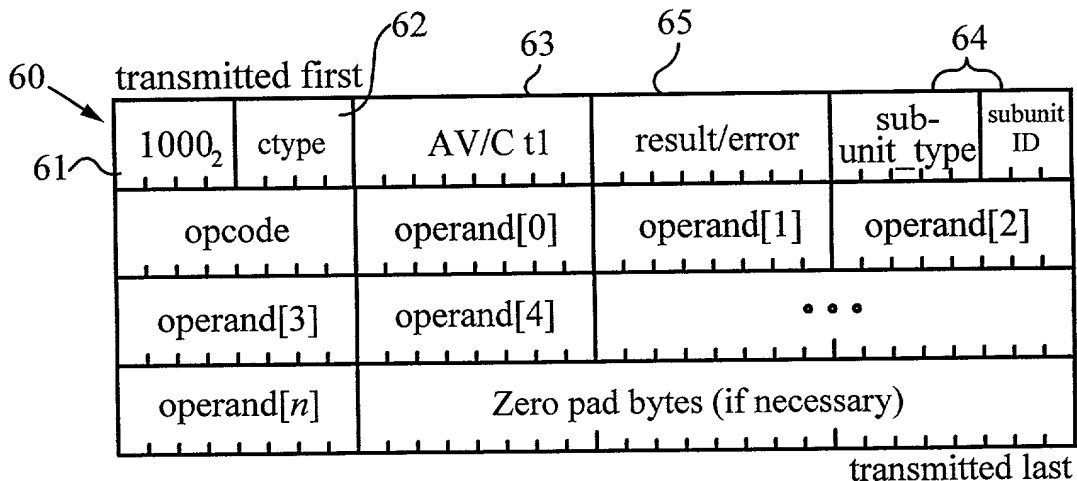 60
transmitted first
62
63
65
64
61
1000₂
ctype
AV/C t1
result/error
sub-
unit_type
subunit
ID
opcode
operand[0]
operand[1]
operand[2]
operand[3]
operand[4]
• • •
operand[n]
Zero pad bytes (if necessary)
transmitted last